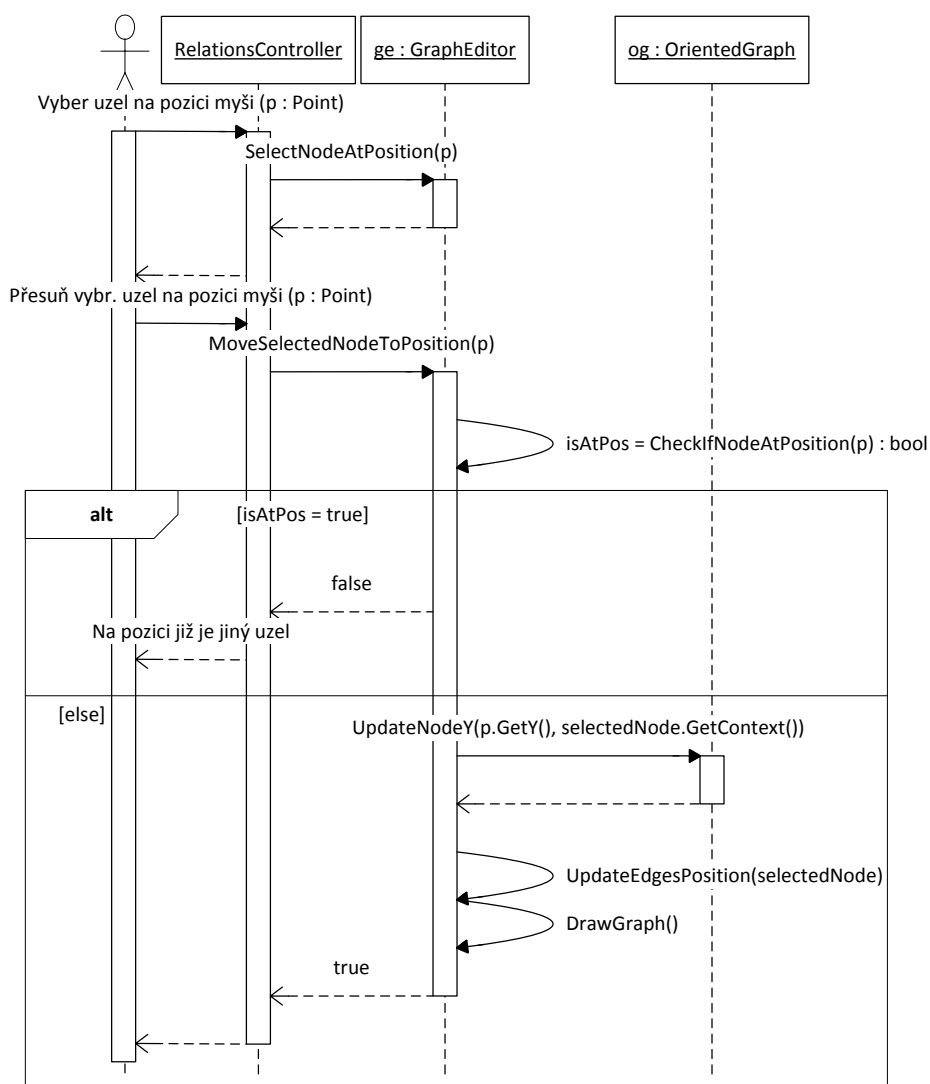 RelationsController
ge : GraphEditor
og : OrientedGraph
Vyber uzel na pozici myši (p : Point)
SelectNodeAtPosition(p)
Přesuň vybr. uzel na pozici myši (p : Point)
MoveSelectedNodeToPosition(p)
isAtPos = CheckIfNodeAtPosition(p) : bool
alt
[isAtPos = true]
false
Na pozici již je jiný uzel
[else]
UpdateNodeY(p.GetY(), selectedNode.GetContext())
UpdateEdgesPosition(selectedNode)
DrawGraph()
true